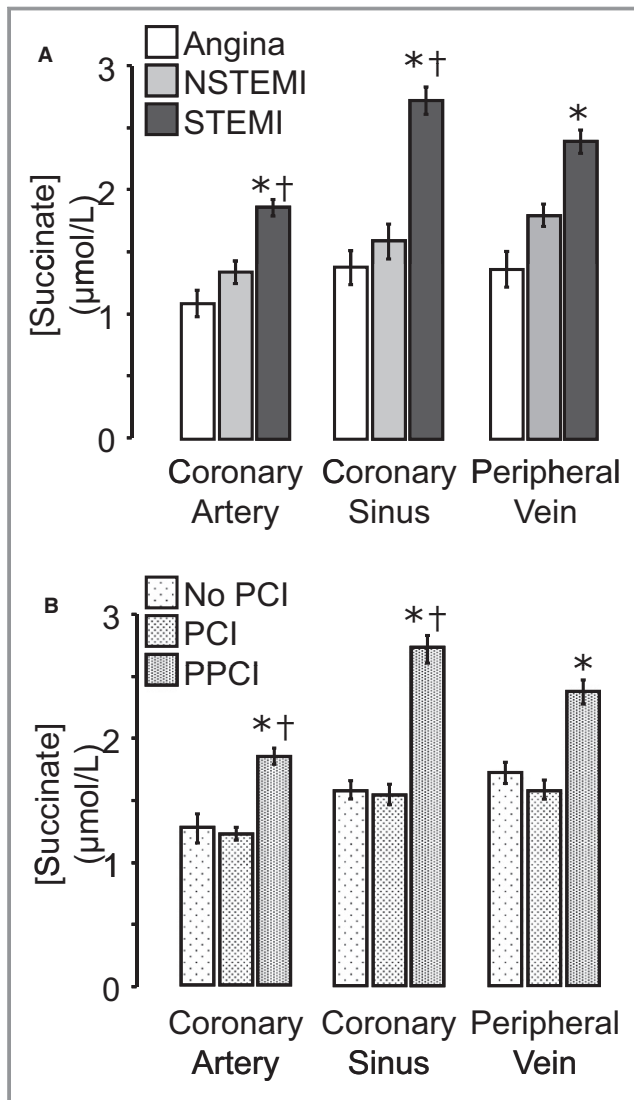 A
Angina
NSTEMI
STEMI
[Succinate]
(µmol/L)
3
2
1
0
*†
*†
*
Coronary
Artery
Coronary
Sinus
Peripheral
Vein
B
No PCI
PCI
PPCI
[Succinate]
(µmol/L)
3
2
1
0
*†
*†
*
Coronary
Artery
Coronary
Sinus
Peripheral
Vein